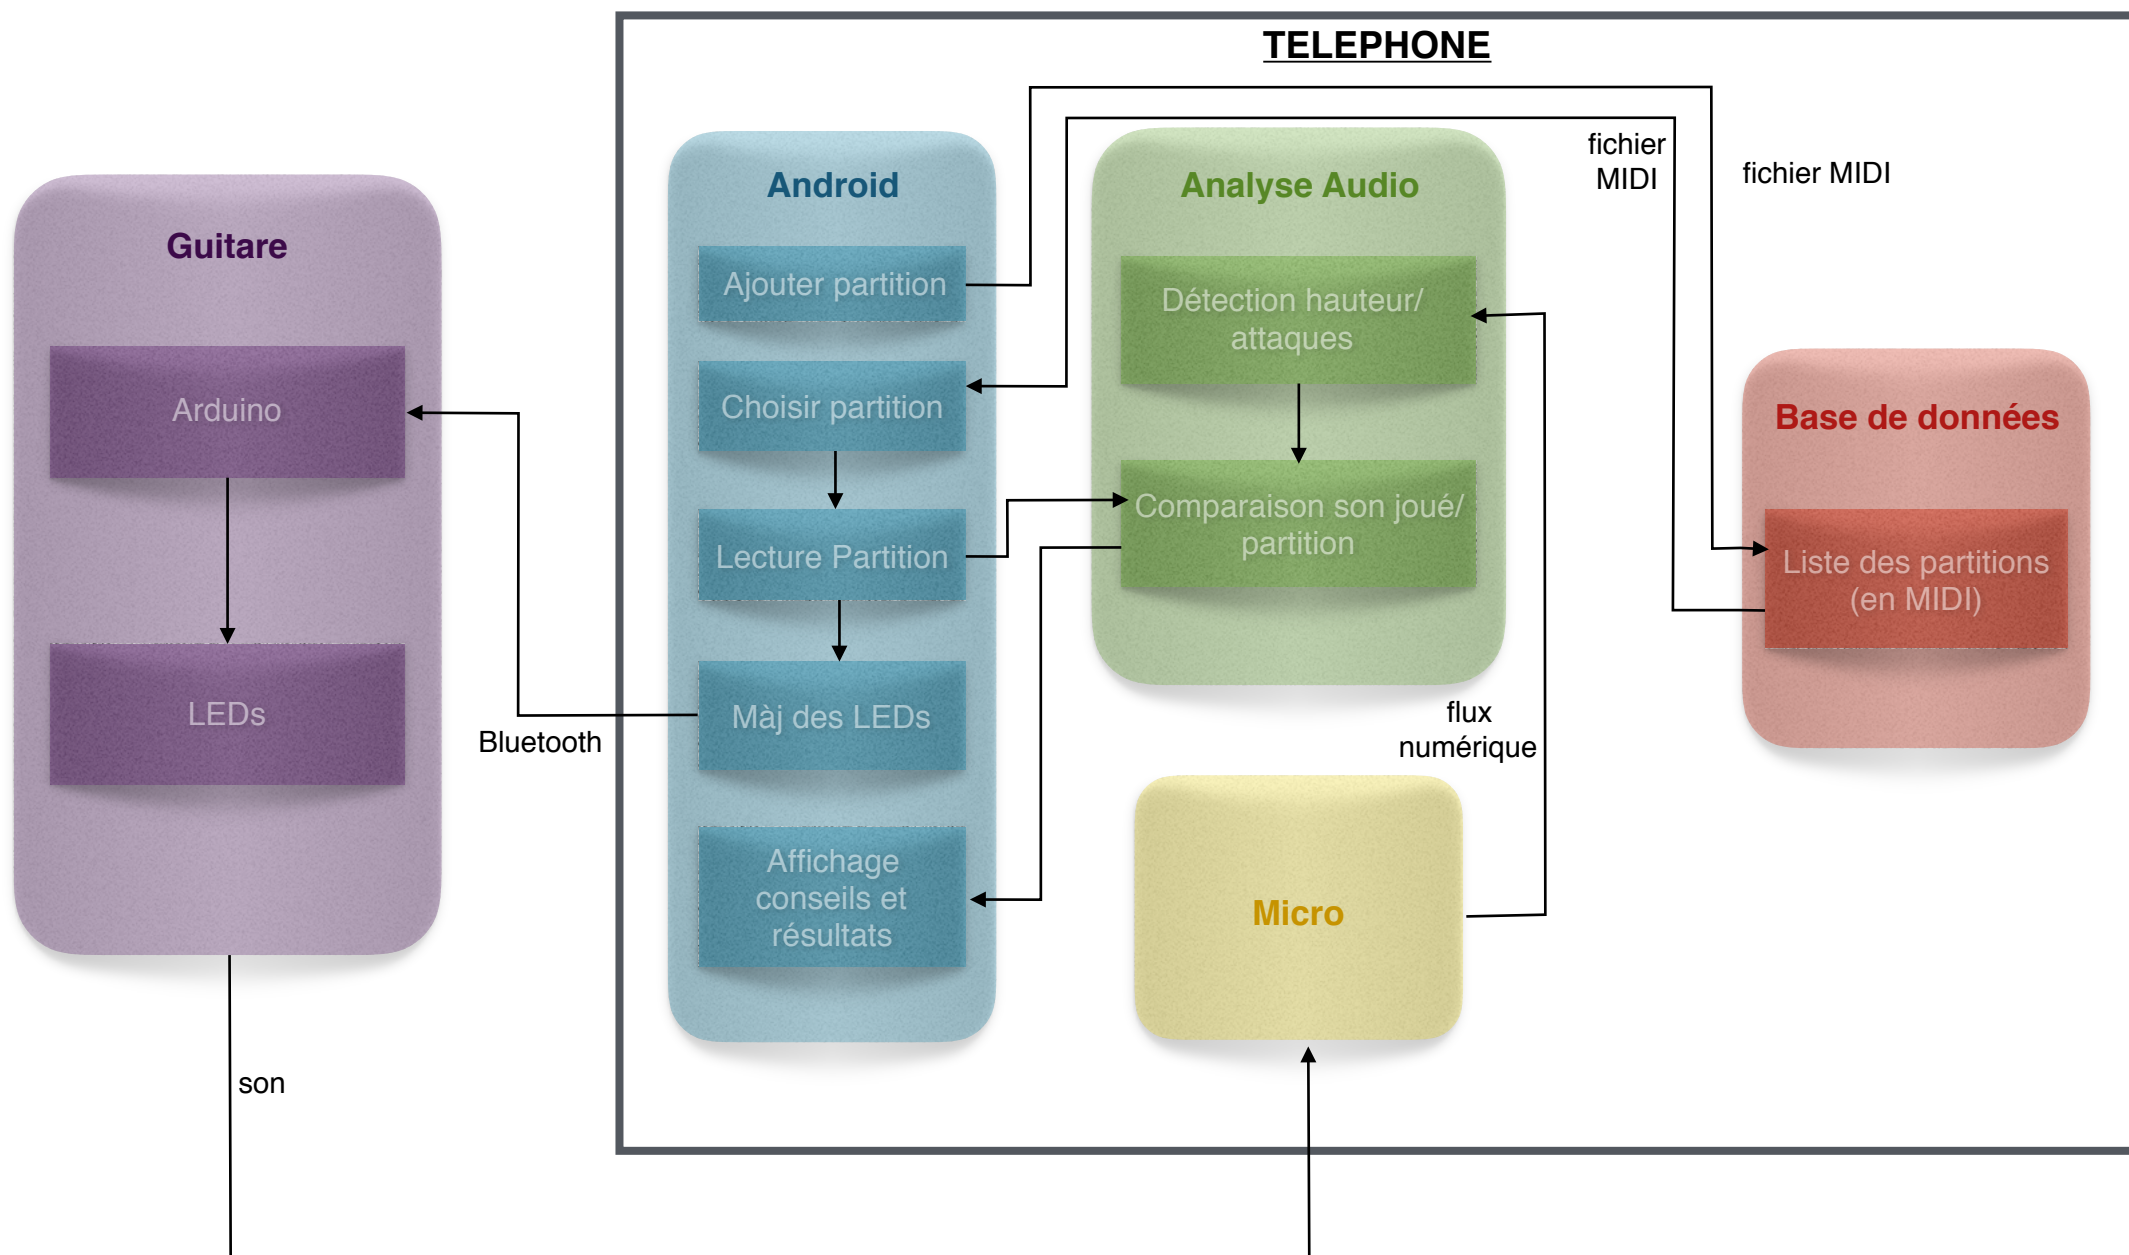 TELEPHONE
Guitare
Arduino
LEDs
Bluetooth
son
Android
Ajouter partition
Choisir partition
Lecture Partition
Màj des LEDs
Affichage
conseils et
résultats
Analyse Audio
Détection hauteur/
attaques
Comparaison son joué/
partition
flux
numérique
Micro
fichier
MIDI
fichier MIDI
Base de données
Liste des partitions
(en MIDI)